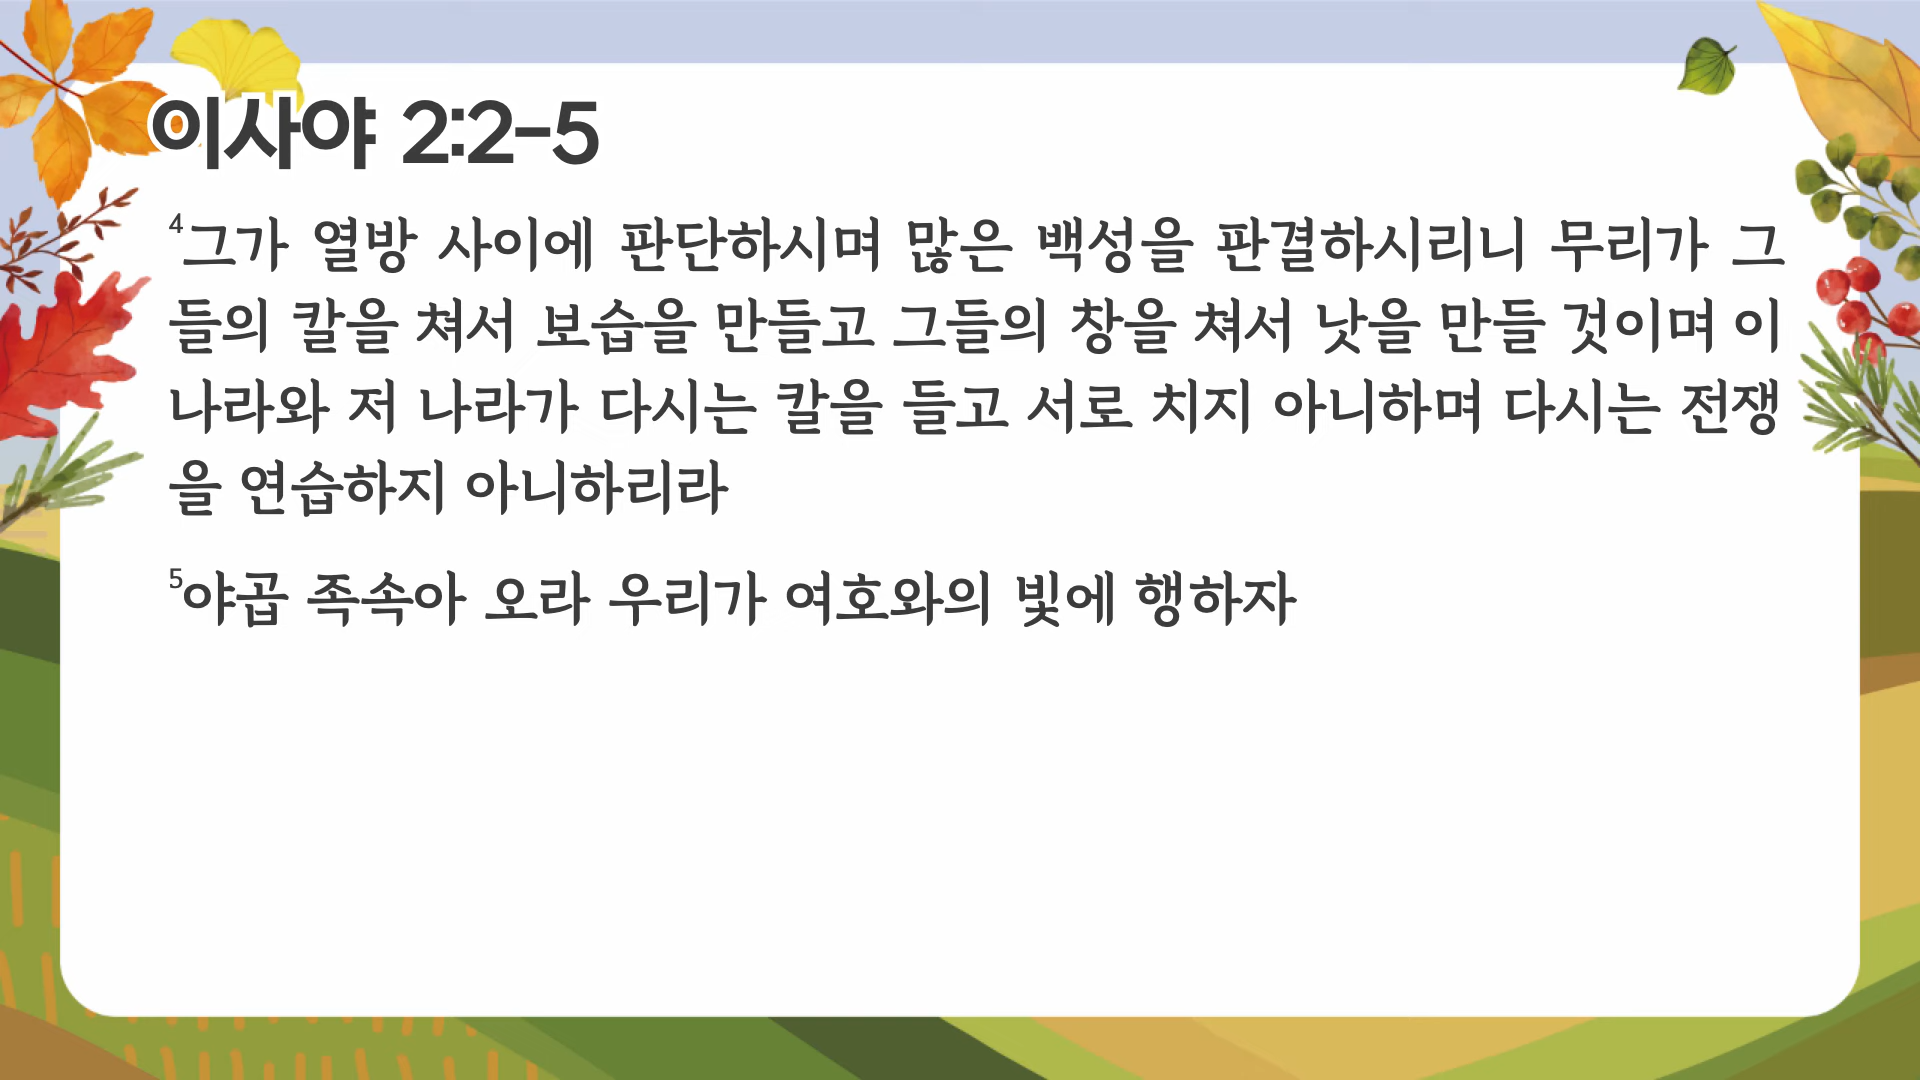 이사야 2:2-5
4그가 열방 사이에 판단하시며 많은 백성을 판결하시리니 무리가 그
들의 칼을 쳐서 보습을 만들고 그들의 창을 쳐서 낫을 만들 것이며 이
나라와 저 나라가 다시는 칼을 들고 서로 치지 아니하며 다시는 전쟁
을 연습하지 아니하리라
5야곱 족속아 오라 우리가 여호와의 빛에 행하자